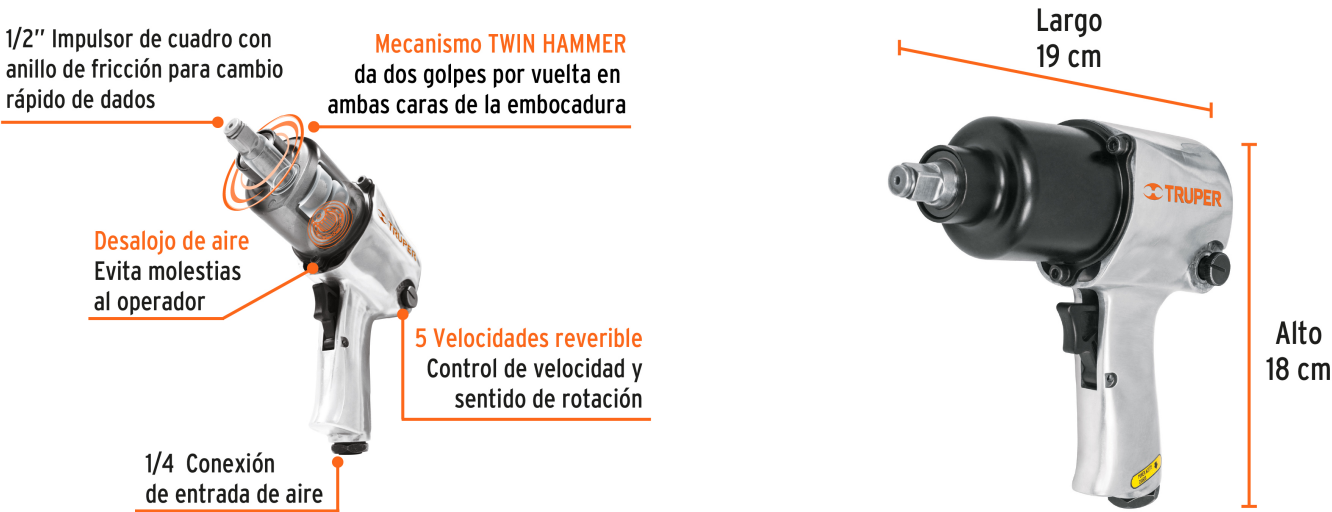 1/2” Impulsor de cuadro con
anillo de fricción para cambio
rápido de dados
Mecanismo TWIN HAMMER
da dos golpes por vuelta en
ambas caras de la embocadura
TRUPER
Desalojo de aire
Evita molestias
al operador
5 Velocidades reverible
Control de velocidad y
sentido de rotación
1/4 Conexión
de entrada de aire
Largo
19 cm
TRUPER
Alto
18 cm